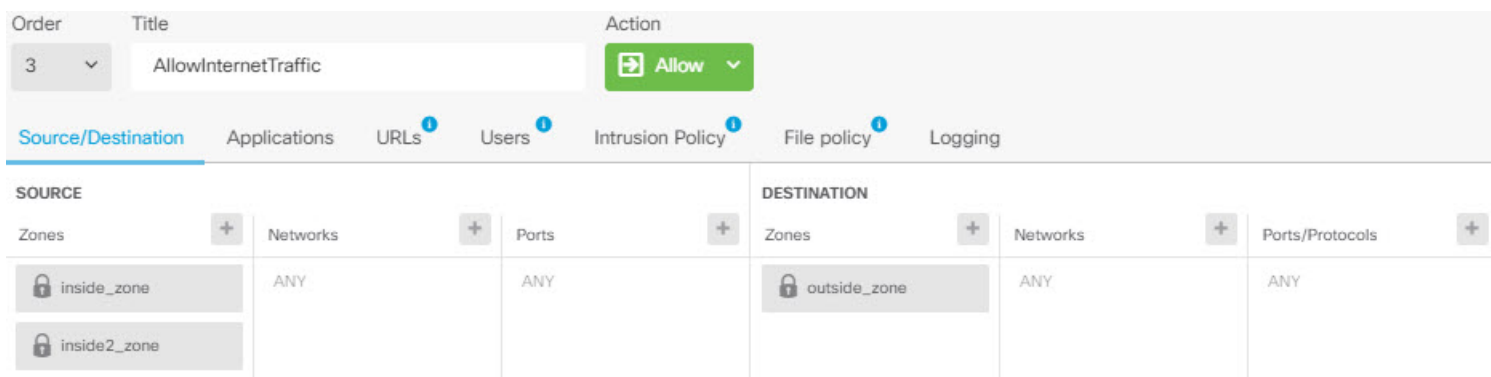 Order Title Action
3 AllowInternetTraffic Allow
Source/Destination Applications URLs Users Intrusion Policy File policy Logging
SOURCE DESTINATION
Zones + Networks + Ports + Zones + Networks + Ports/Protocols +
inside_zone ANY ANY outside_zone ANY ANY
inside2_zone